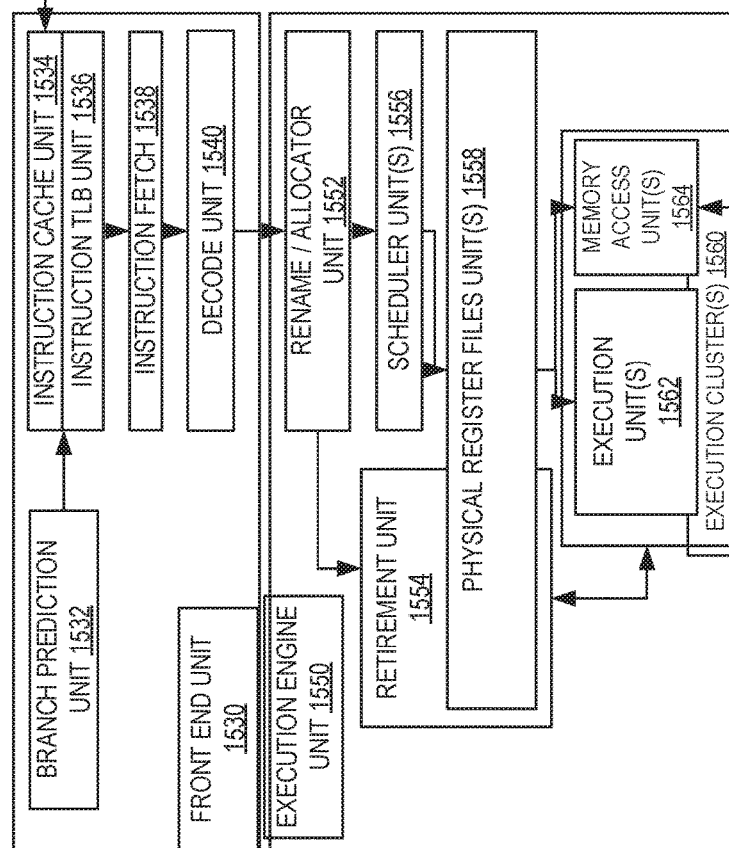 BRANCH PREDICTION
UNIT 1532
INSTRUCTION CACHE UNIT 1534
INSTRUCTION TLB UNIT 1536
INSTRUCTION FETCH 1538
DECODE UNIT 1540
FRONT END UNIT
1530
EXECUTION ENGINE
UNIT 1550
RENAME / ALLOCATOR
UNIT 1552
RETIREMENT UNIT
1554
SCHEDULER UNIT(S) 1556
PHYSICAL REGISTER FILES UNIT(S) 1558
EXECUTION
UNIT(S)
1562
MEMORY
ACCESS
UNIT(S)
1564
EXECUTION CLUSTER(S) 1560